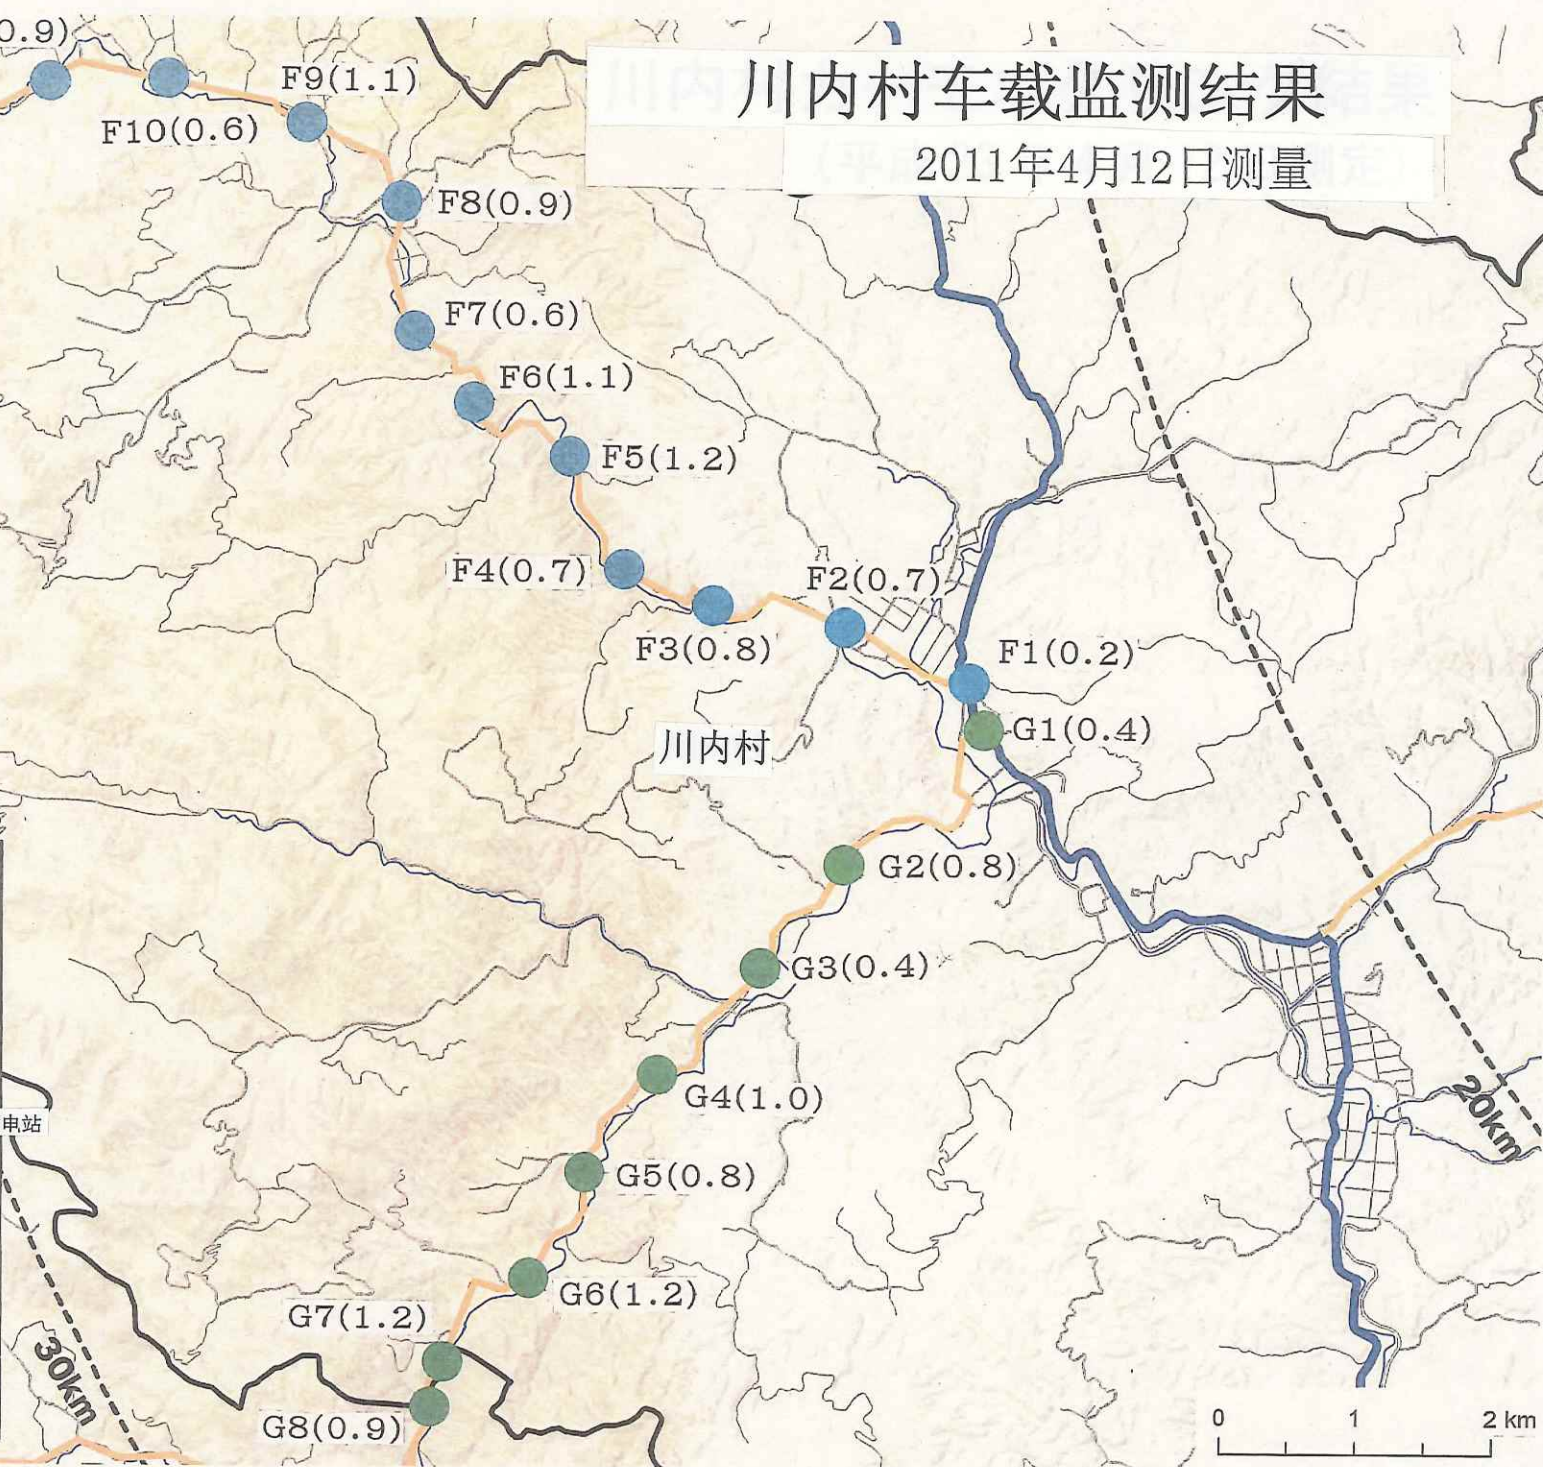 川内村车载监测结果
2011年4月12日测量
0.9)
F9(1.1)
F10(0.6)
F8(0.9)
F7(0.6)
F6(1.1)
F5(1.2)
F4(0.7)
F2(0.7)
F3(0.8)
F1(0.2)
G1(0.4)
川内村
G2(0.8)
G3(0.4)
G4(1.0)
电站
20km
G5(0.8)
G6(1.2)
G7(1.2)
30km
G8(0.9)
0 1 2 km